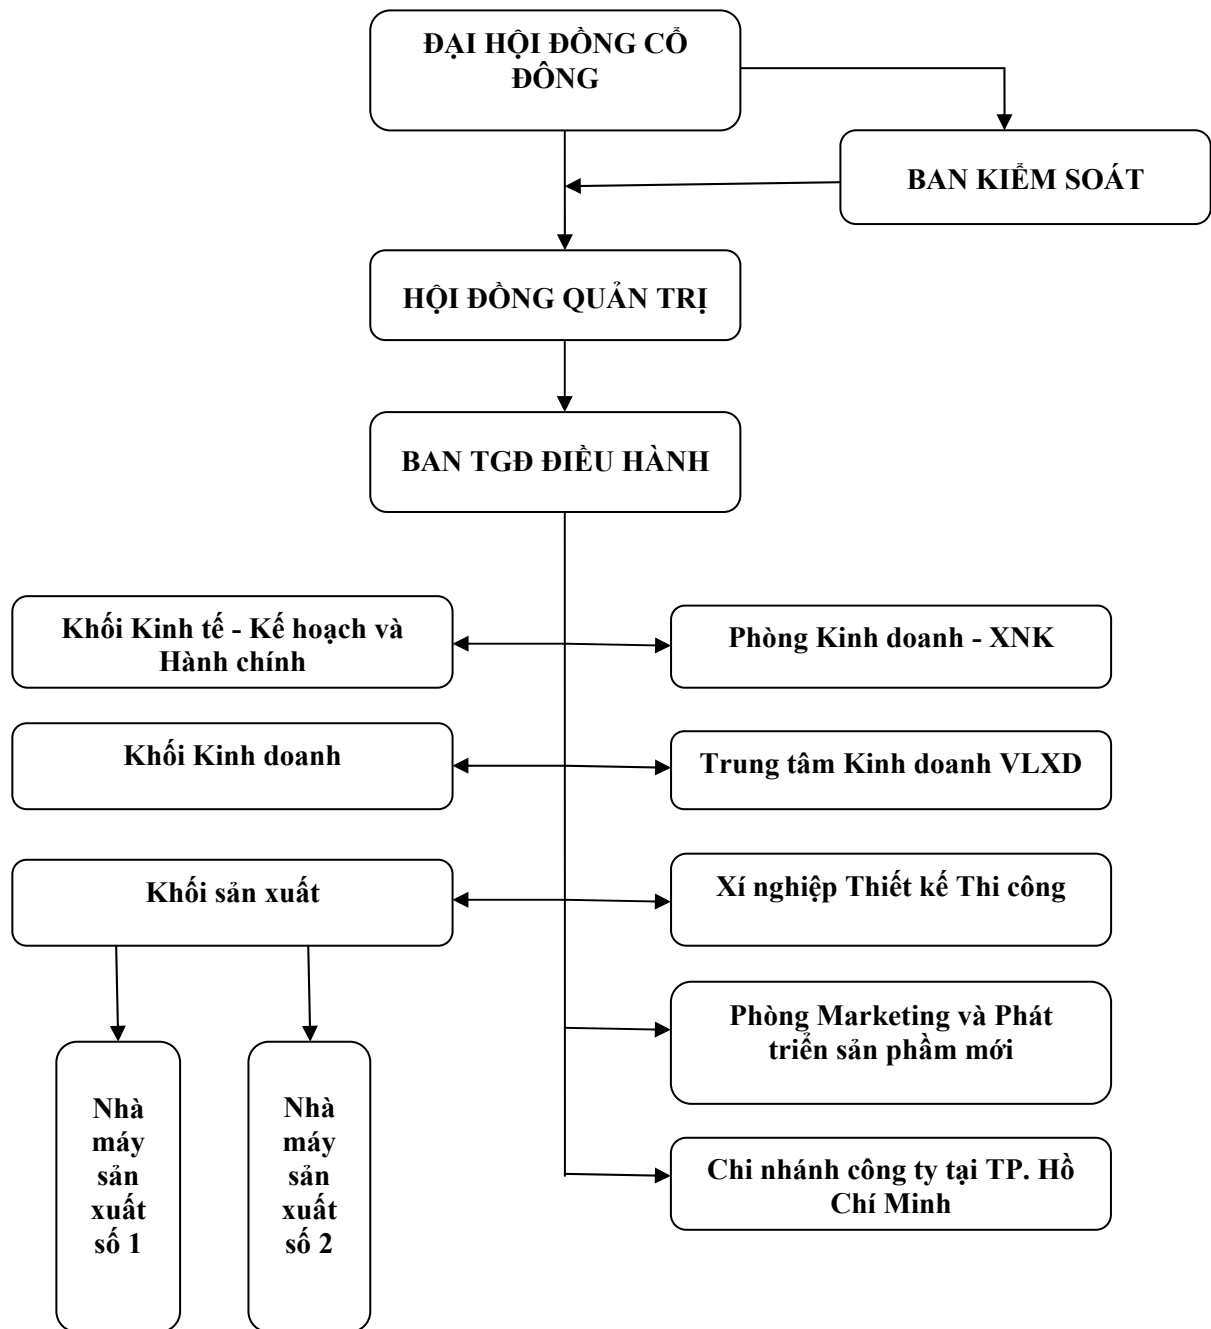 ĐẠI HỘI ĐỒNG CỔ
ĐÔNG
BAN KIỂM SOÁT
HỘI ĐỒNG QUẢN TRỊ
BAN TGĐ ĐIỀU HÀNH
Khối Kinh tế - Kế hoạch và
Hành chính
Phòng Kinh doanh - XNK
Khối Kinh doanh
Trung tâm Kinh doanh VLXD
Khối sản xuất
Xí nghiệp Thiết kế Thi công
Phòng Marketing và Phát
triển sản phầm mới
Chi nhánh công ty tại TP. Hồ
Chí Minh
Nhà
máy
sản
xuất
số 1
Nhà
máy
sản
xuất
số 2